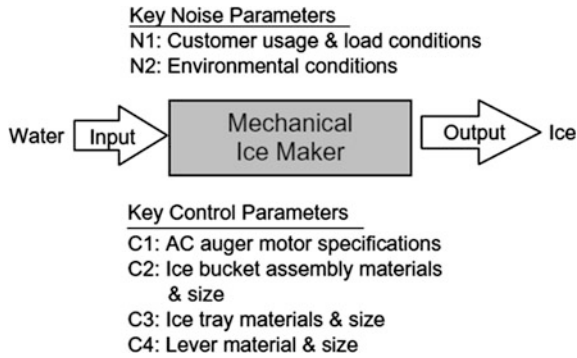 Key Noise Parameters
N1: Customer usage & load conditions
N2: Environmental conditions
Water
Input
Mechanical
Ice Maker
Output
Ice
Key Control Parameters
C1: AC auger motor specifications
C2: Ice bucket assembly materials
& size
C3: Ice tray materials & size
C4: Lever material & size